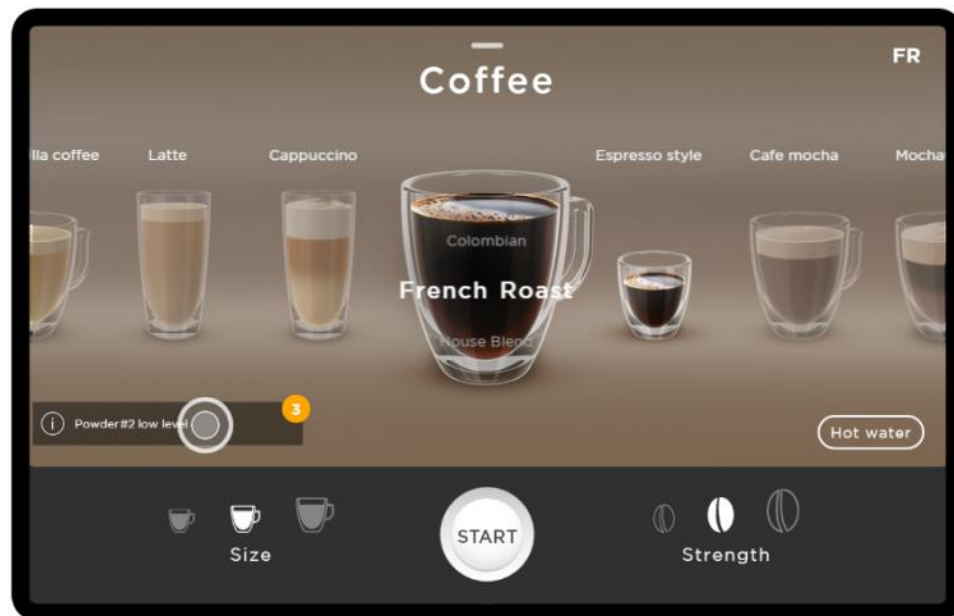 FR
Coffee
lla coffee
Latte
Cappuccino
Espresso style
Cafe mocha
Mocha
Colombian
French Roast
House Blend
3
Powder#2 low level
Hot water
START
Size
Strength